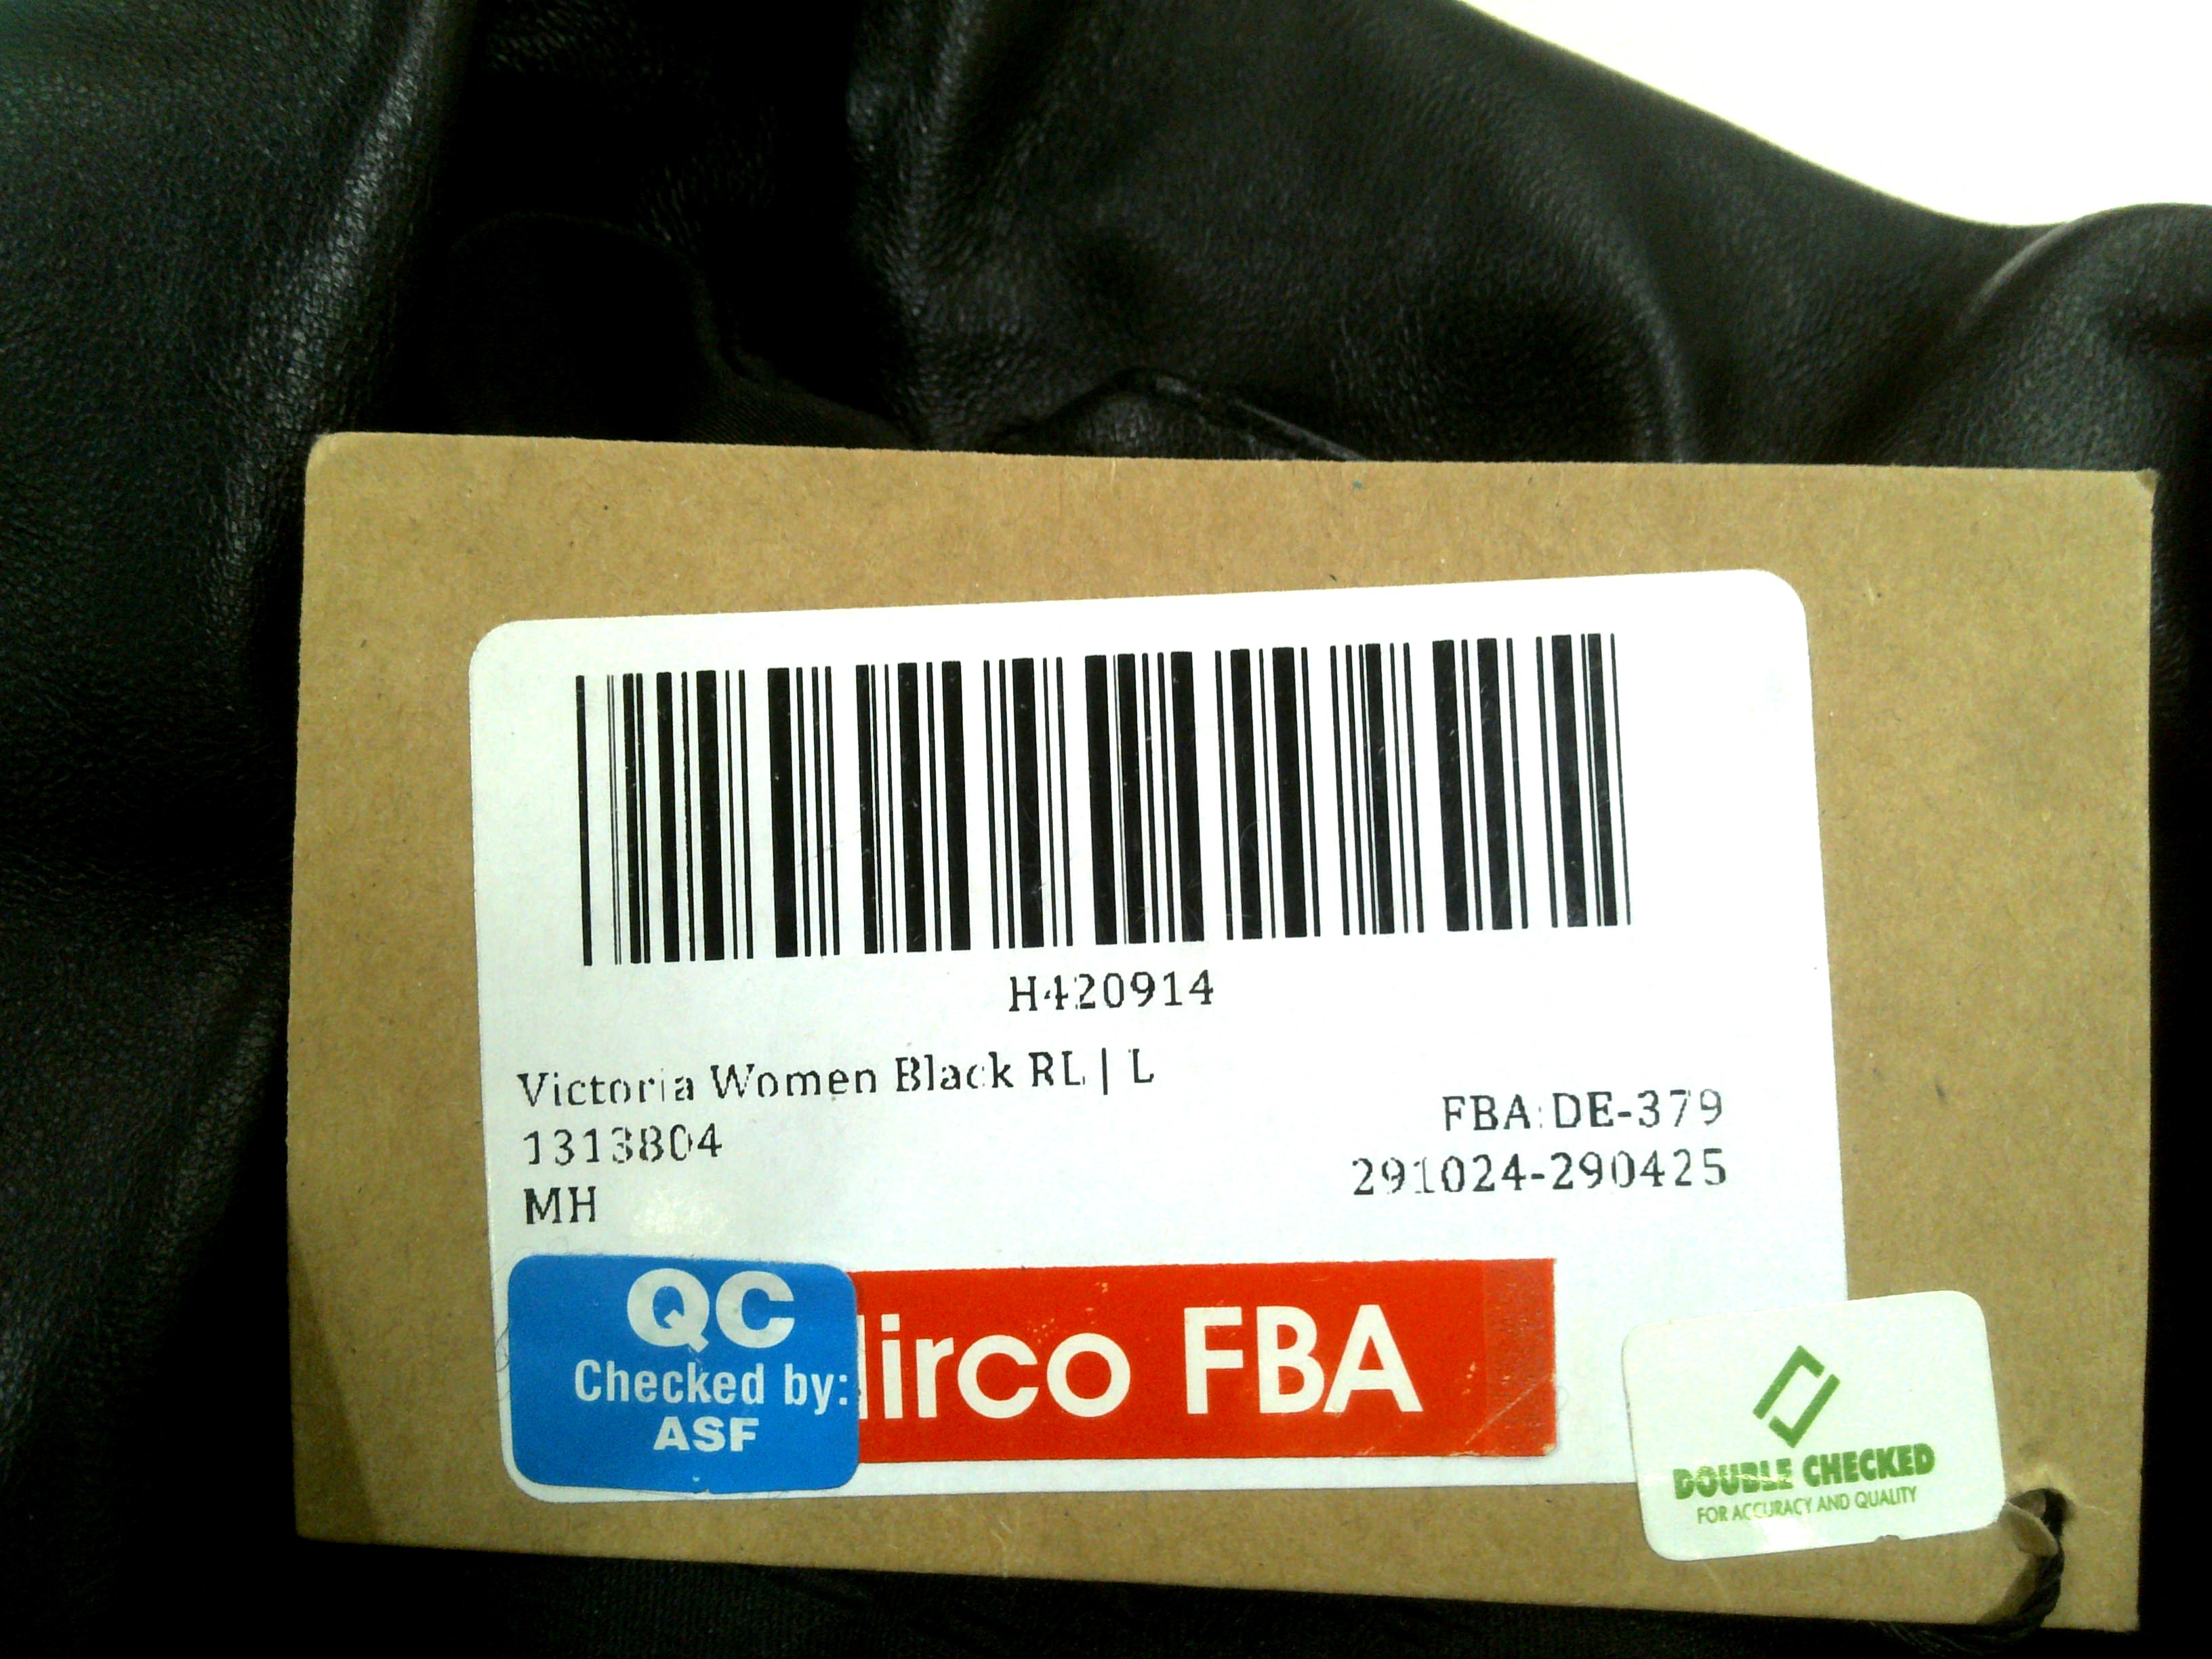 H420914
Victoria Women Black RL | L
1313804
MH
FBA:DE-379
291024-290425
QC
Checked by:
ASF
FBA
DOUBLE CHECKED
FOR ACCURACY AND QUALITY